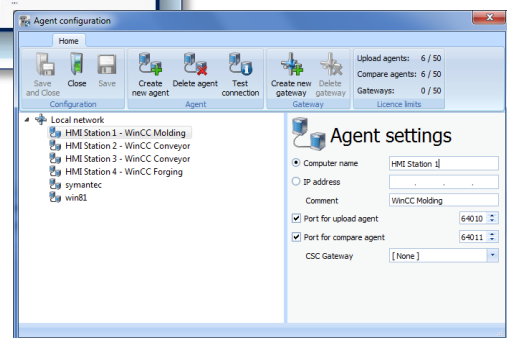 ...
Agent configuration
Home
Save and Close
Close
Save
Create new agent
Delete agent
Test connection
Create new gateway
Delete gateway
Upload agents: 6 / 50
Compare agents: 6 / 50
Gateways: 0 / 50
Configuration
Agent
Gateway
Licence limits
Local network
HMI Station 1 - WinCC Molding
HMI Station 2 - WinCC Conveyor
HMI Station 3 - WinCC Conveyor
HMI Station 4 - WinCC Forging
symantec
win81
Agent settings
Computer name HMI Station 1
IP address . . .
Comment WinCC Molding
Port for upload agent 64010
Port for compare agent 64011
CSC Gateway [ None ]